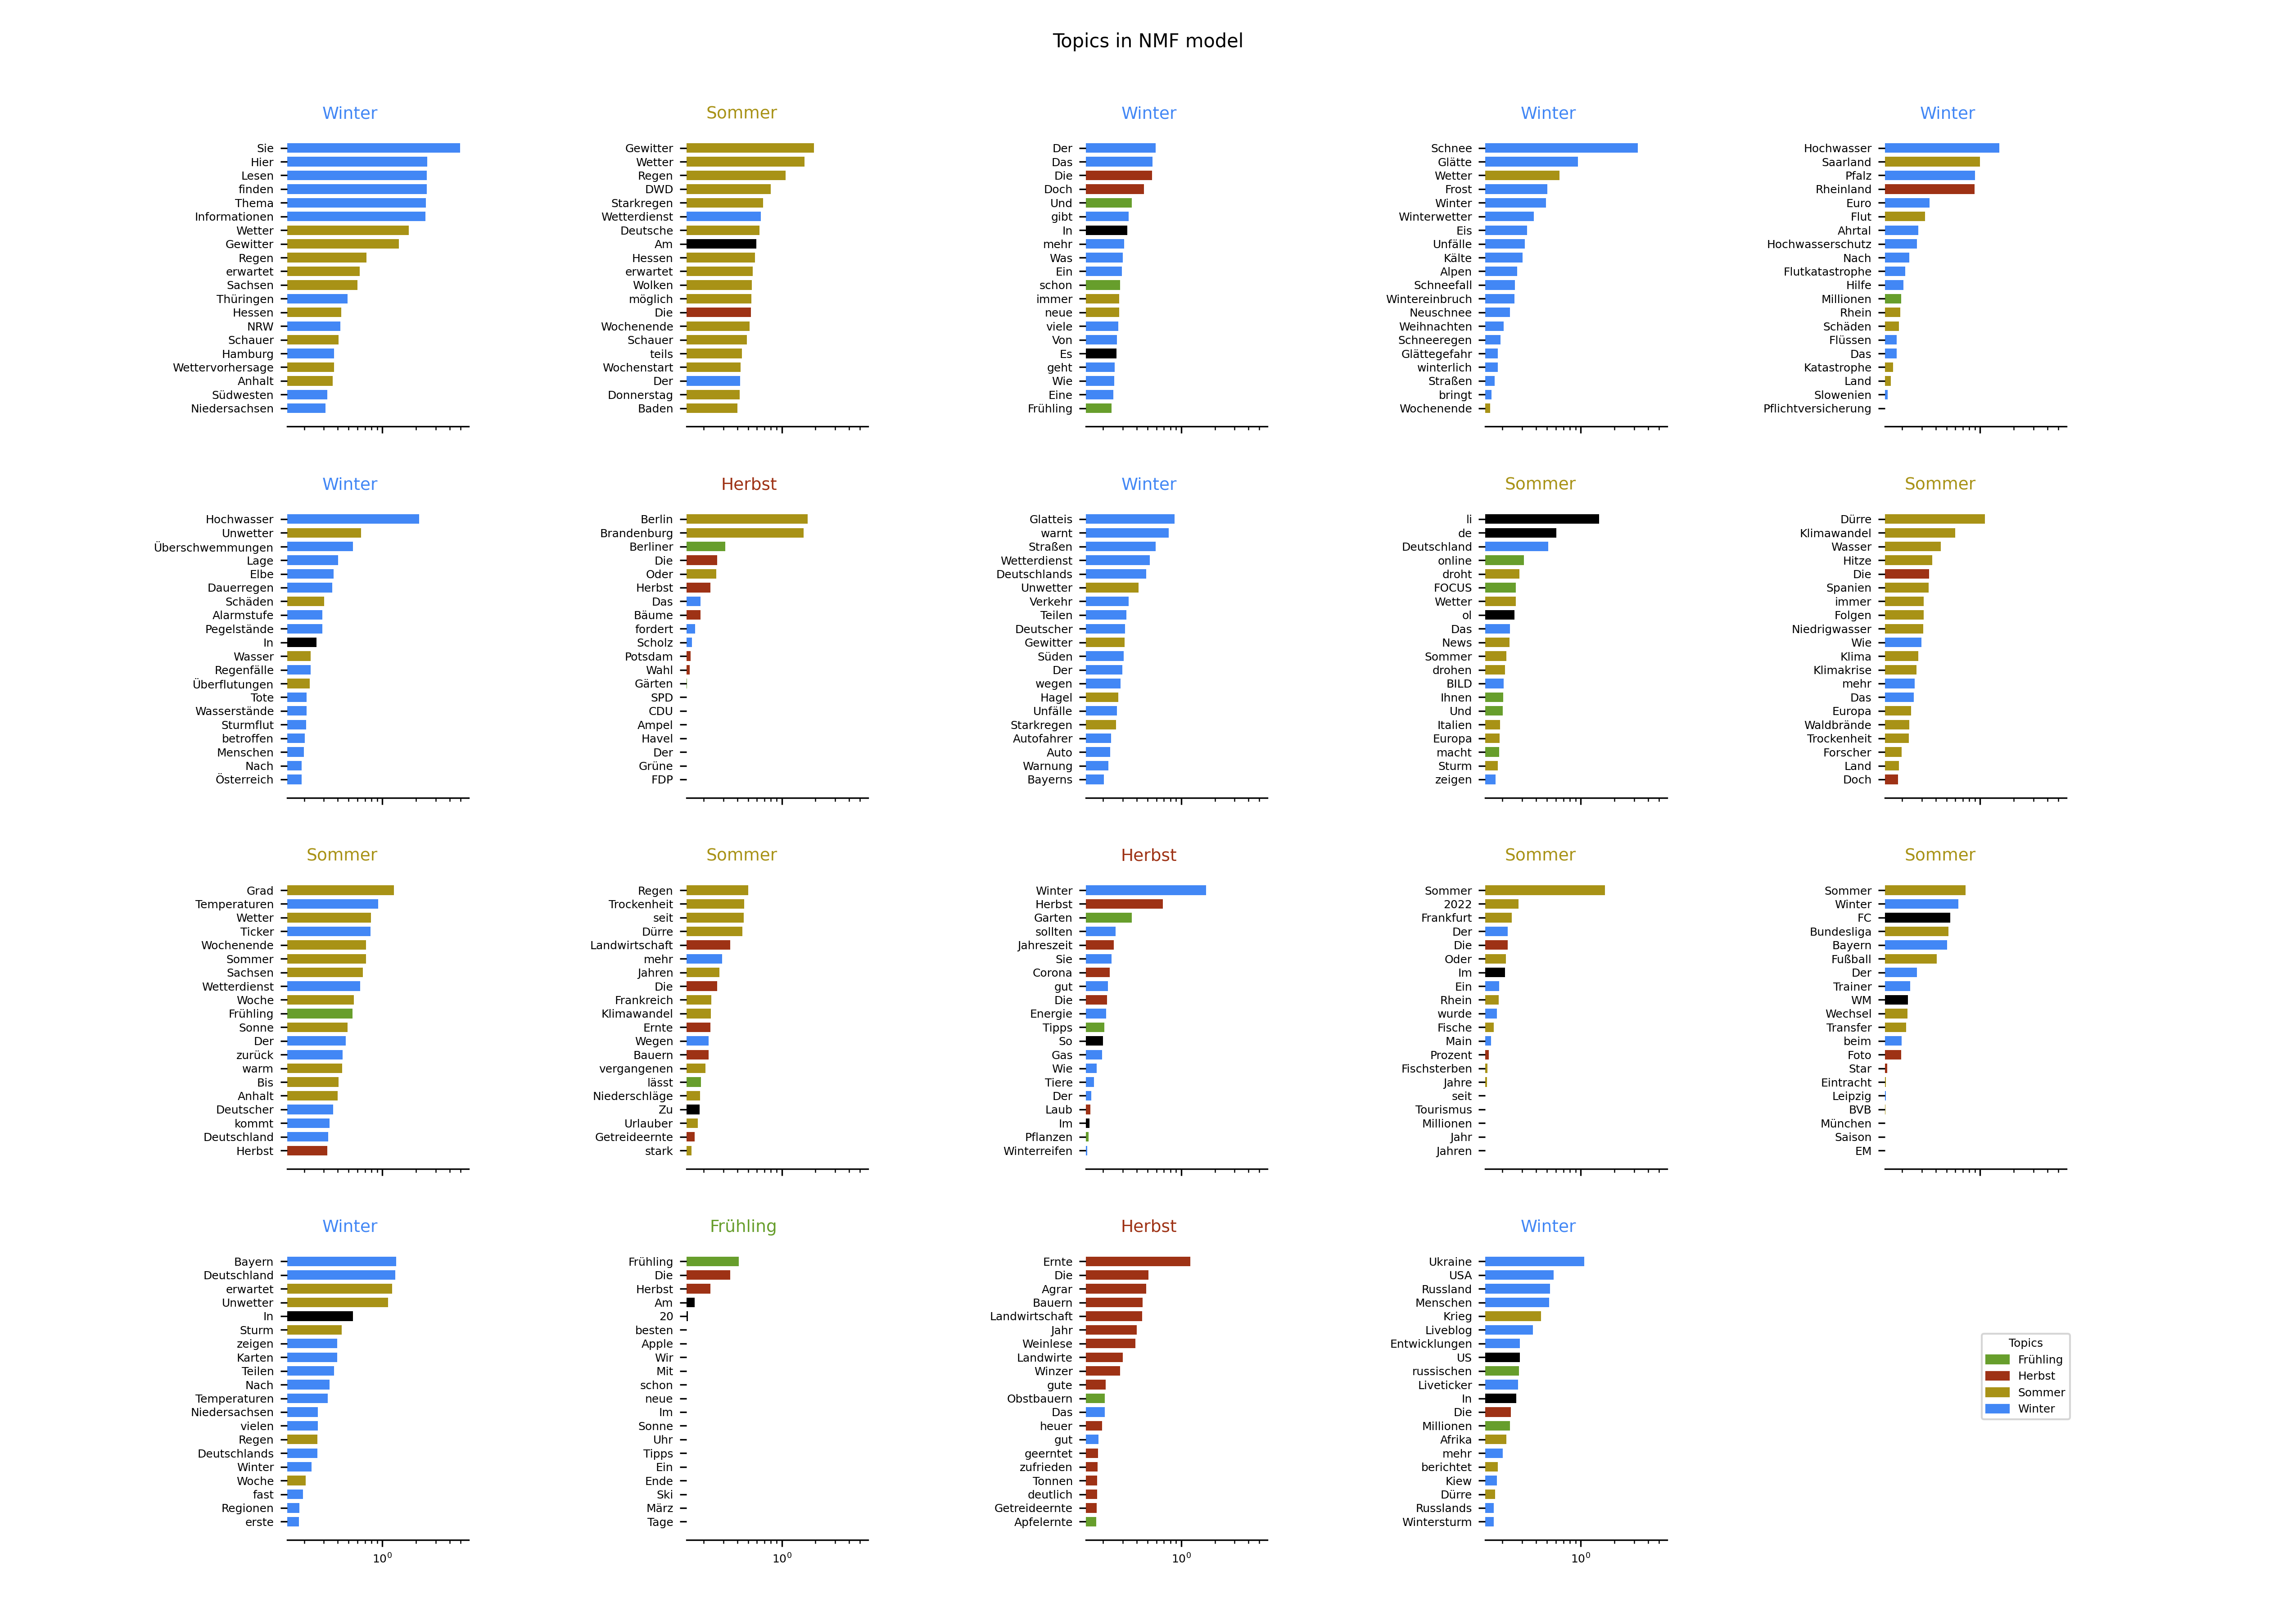 Topics in NMF model
Winter
Sie
Hier
Lesen
finden
Thema
Informationen
Wetter
Gewitter
Regen
erwartet
Sachsen
Thüringen
Hessen
NRW
Schauer
Hamburg
Wettervorhersage
Anhalt
Südwesten
Niedersachsen
Sommer
Gewitter
Wetter
Regen
DWD
Starkregen
Wetterdienst
Deutsche
Am
Hessen
erwartet
Wolken
möglich
Die
Wochenende
Schauer
teils
Wochenstart
Der
Donnerstag
Baden
Winter
Der
Das
Die
Doch
Und
gibt
In
mehr
Was
Ein
schon
immer
neue
viele
Von
Es
geht
Wie
Eine
Frühling
Winter
Schnee
Glätte
Wetter
Frost
Winter
Winterwetter
Eis
Unfälle
Kälte
Alpen
Schneefall
Wintereinbruch
Neuschnee
Weihnachten
Schneeregen
Glättegefahr
winterlich
Straßen
bringt
Wochenende
Winter
Hochwasser
Saarland
Pfalz
Rheinland
Euro
Flut
Ahrtal
Hochwasserschutz
Nach
Flutkatastrophe
Hilfe
Millionen
Rhein
Schäden
Flüssen
Das
Katastrophe
Land
Slowenien
Pflichtversicherung
Winter
Hochwasser
Unwetter
Überschwemmungen
Lage
Elbe
Dauerregen
Schäden
Alarmstufe
Pegelstände
In
Wasser
Regenfälle
Überflutungen
Tote
Wasserstände
Sturmflut
betroffen
Menschen
Nach
Österreich
Herbst
Berlin
Brandenburg
Berliner
Die
Oder
Herbst
Das
Bäume
fordert
Scholz
Potsdam
Wahl
Gärten
SPD
CDU
Ampel
Havel
Der
Grüne
FDP
Winter
Glatteis
warnt
Straßen
Wetterdienst
Deutschlands
Unwetter
Verkehr
Teilen
Deutscher
Gewitter
Süden
Der
wegen
Hagel
Unfälle
Starkregen
Autofahrer
Auto
Warnung
Bayerns
Sommer
li
de
Deutschland
online
droht
FOCUS
Wetter
ol
Das
News
Sommer
drohen
BILD
Ihnen
Und
Italien
Europa
macht
Sturm
zeigen
Sommer
Dürre
Klimawandel
Wasser
Hitze
Die
Spanien
immer
Folgen
Niedrigwasser
Wie
Klima
Klimakrise
mehr
Das
Europa
Waldbrände
Trockenheit
Forscher
Land
Doch
Sommer
Grad
Temperaturen
Wetter
Ticker
Wochenende
Sommer
Sachsen
Wetterdienst
Woche
Frühling
Sonne
Der
zurück
warm
Bis
Anhalt
Deutscher
kommt
Deutschland
Herbst
Sommer
Regen
Trockenheit
seit
Dürre
Landwirtschaft
mehr
Jahren
Die
Frankreich
Klimawandel
Ernte
Wegen
Bauern
vergangenen
lässt
Niederschläge
Zu
Urlauber
Getreideernte
stark
Herbst
Winter
Herbst
Garten
sollten
Jahreszeit
Sie
Corona
gut
Die
Energie
Tipps
So
Gas
Wie
Tiere
Der
Laub
Im
Pflanzen
Winterreifen
Sommer
Sommer
2022
Frankfurt
Der
Die
Oder
Im
Ein
Rhein
wurde
Fische
Main
Prozent
Fischsterben
Jahre
seit
Tourismus
Millionen
Jahr
Jahren
Sommer
Sommer
Winter
FC
Bundesliga
Bayern
Fußball
Der
Trainer
WM
Wechsel
Transfer
beim
Foto
Star
Eintracht
Leipzig
BVB
München
Saison
EM
Winter
Bayern
Deutschland
erwartet
Unwetter
In
Sturm
zeigen
Karten
Teilen
Nach
Temperaturen
Niedersachsen
vielen
Regen
Deutschlands
Winter
Woche
fast
Regionen
erste
10⁰
Frühling
Frühling
Die
Herbst
Am
20
besten
Apple
Wir
Mit
schon
neue
Im
Sonne
Uhr
Tipps
Ein
Ende
Ski
März
Tage
10⁰
Herbst
Ernte
Die
Agrar
Bauern
Landwirtschaft
Jahr
Weinlese
Landwirte
Winzer
gute
Obstbauern
Das
heuer
gut
geerntet
zufrieden
Tonnen
deutlich
Getreideernte
Apfelernte
10⁰
Winter
Ukraine
USA
Russland
Menschen
Krieg
Liveblog
Entwicklungen
US
russischen
Liveticker
In
Die
Millionen
Afrika
mehr
berichtet
Kiew
Dürre
Russlands
Wintersturm
10⁰
Topics
Frühling
Herbst
Sommer
Winter